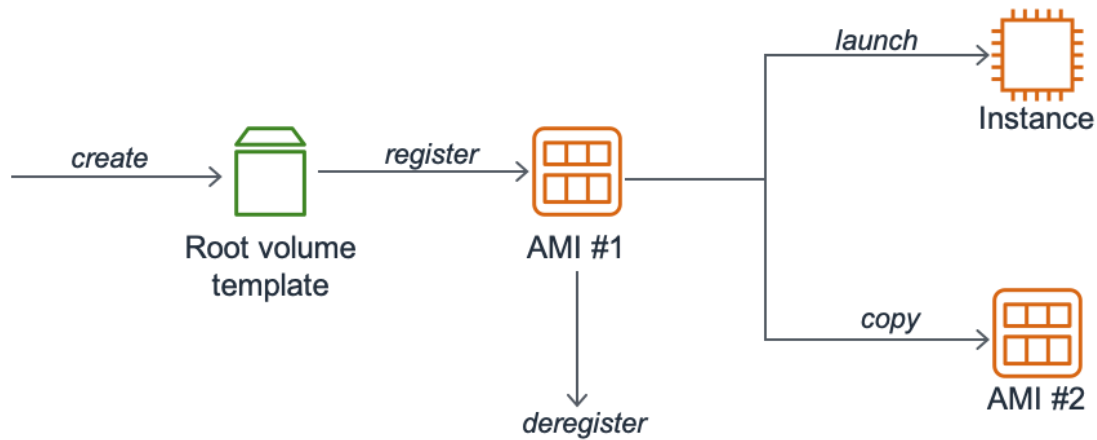 create
Root volume
template
register
AMI #1
deregister
launch
Instance
copy
AMI #2